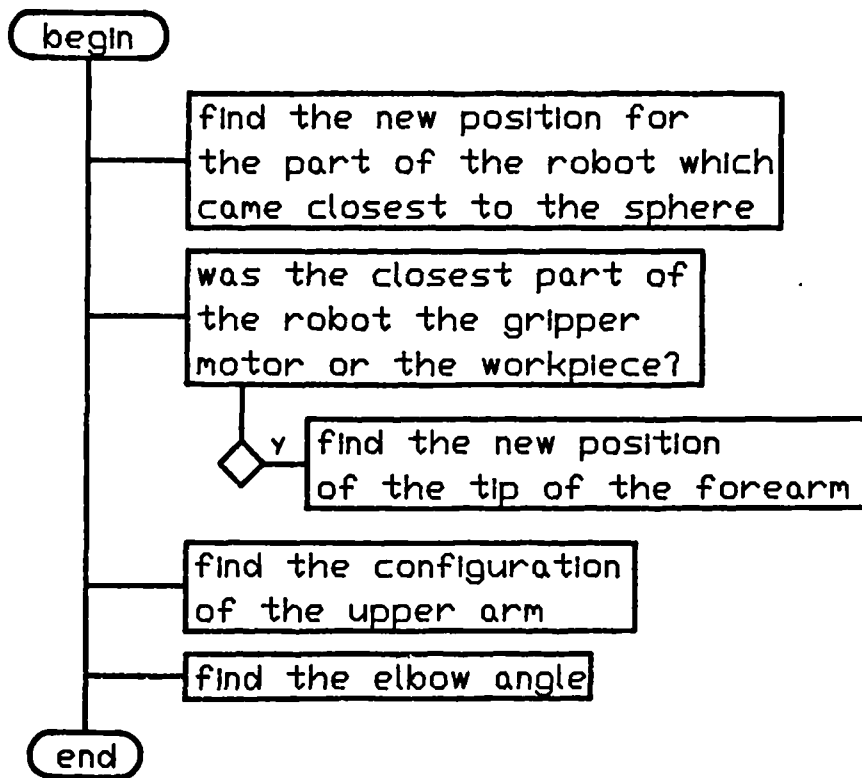 begin
find the new position for
the part of the robot which
came closest to the sphere
was the closest part of
the robot the gripper
motor or the workpiece?
Y
find the new position
of the tip of the forearm
find the configuration
of the upper arm
find the elbow angle
end